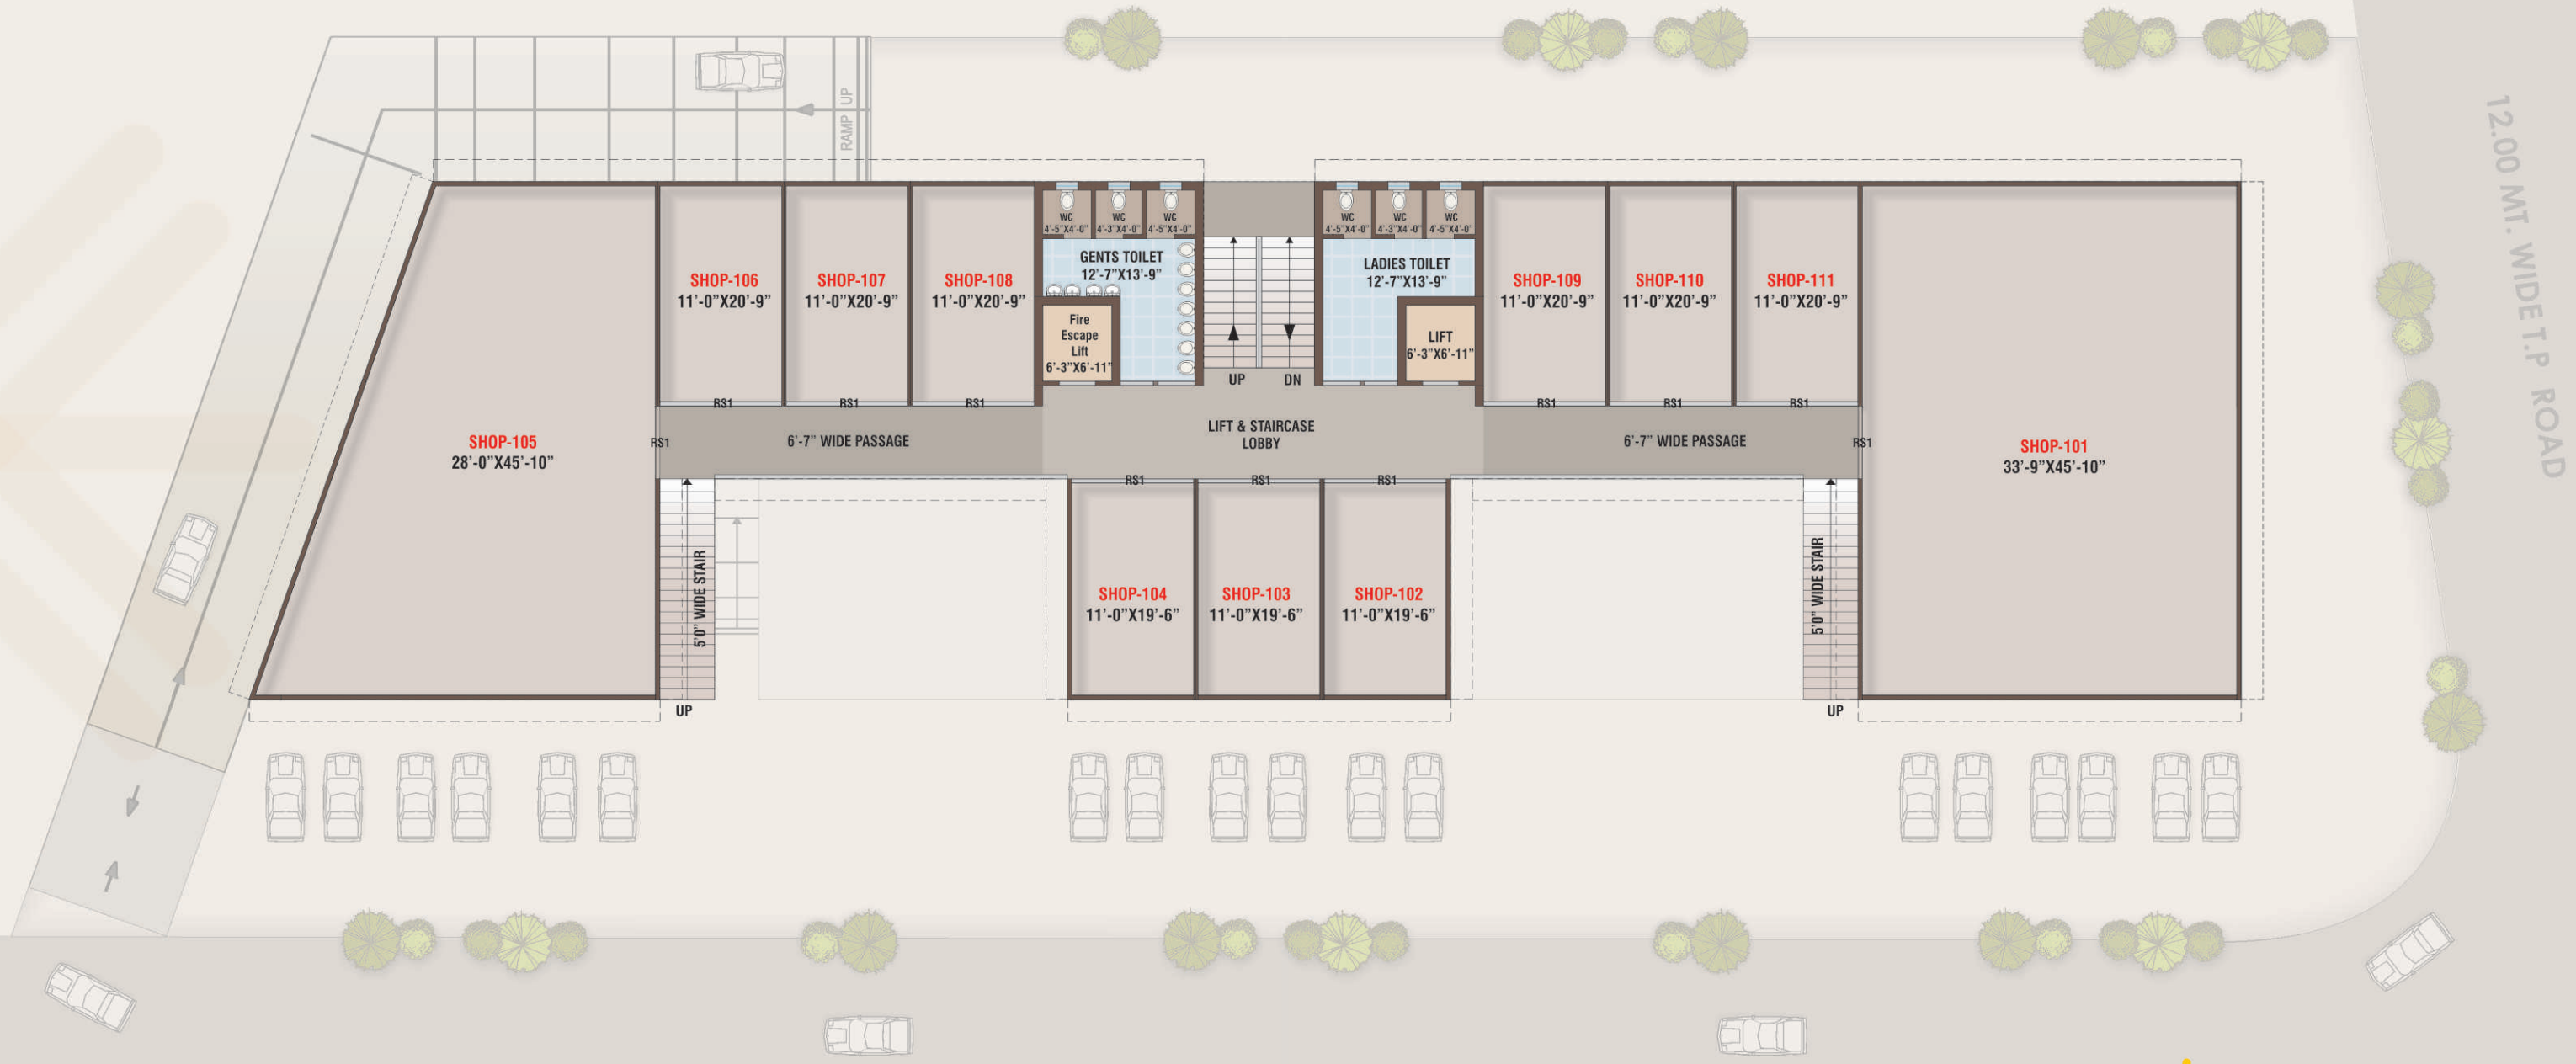 12.00 MT. WIDE T.P ROAD
RAMP UP
WC
4'-5"X4'-0"
WC
4'-3"X4'-0"
WC
4'-5"X4'-0"
WC
4'-5"X4'-0"
WC
4'-3"X4'-0"
WC
4'-5"X4'-0"
GENTS TOILET
12'-7"X13'-9"
LADIES TOILET
12'-7"X13'-9"
SHOP-106
11'-0"X20'-9"
SHOP-107
11'-0"X20'-9"
SHOP-108
11'-0"X20'-9"
SHOP-109
11'-0"X20'-9"
SHOP-110
11'-0"X20'-9"
SHOP-111
11'-0"X20'-9"
Fire
Escape
Lift
6'-3"X6'-11"
LIFT
6'-3"X6'-11"
UP
DN
RS1
RS1
RS1
RS1
RS1
RS1
SHOP-105
28'-0"X45'-10"
RS1
6'-7" WIDE PASSAGE
LIFT & STAIRCASE
LOBBY
6'-7" WIDE PASSAGE
RS1
SHOP-101
33'-9"X45'-10"
RS1
RS1
RS1
5'0" WIDE STAIR
SHOP-104
11'-0"X19'-6"
SHOP-103
11'-0"X19'-6"
SHOP-102
11'-0"X19'-6"
5'0" WIDE STAIR
UP
UP